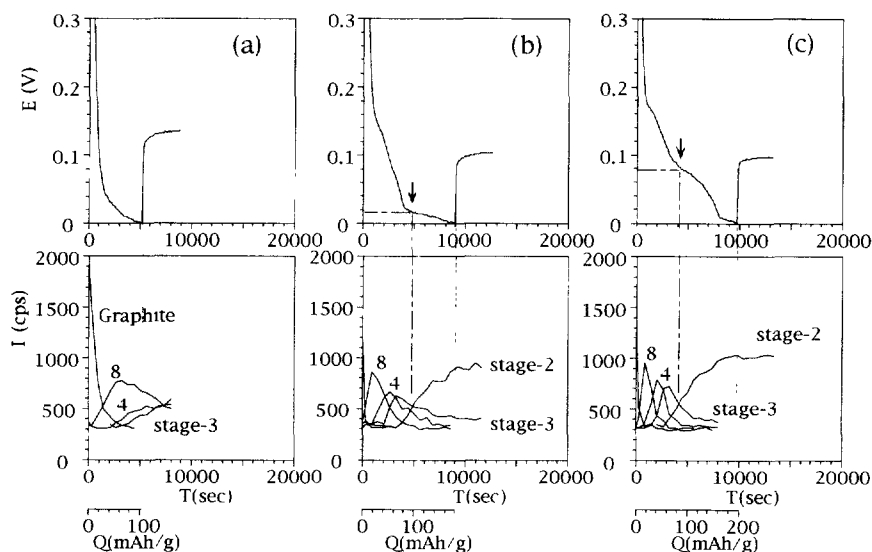 (a) (b) (c)
E (V)
0.3 0.3 0.3
0.2 0.2 0.2
0.1 0.1 0.1
0 0 0
0 10000 20000 0 10000 20000 0 10000 20000
I (cps)
2000 2000 2000
1500 1500 1500
1000 1000 1000
500 500 500
0 0 0
Graphite
8
4
stage-3
8
4
stage-2
stage-3
8
4
stage-2
stage-3
0 10000 20000 0 10000 20000 0 10000 20000
T(sec) T(sec) T(sec)
0 100 0 100 0 100 200
Q(mAh/g) Q(mAh/g) Q(mAh/g)